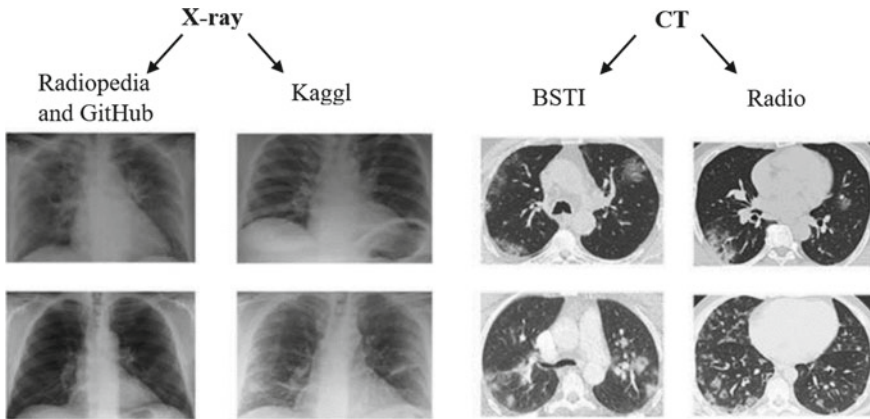 X-ray
CT
Radiopedia
and GitHub
Kaggl
BSTI
Radio